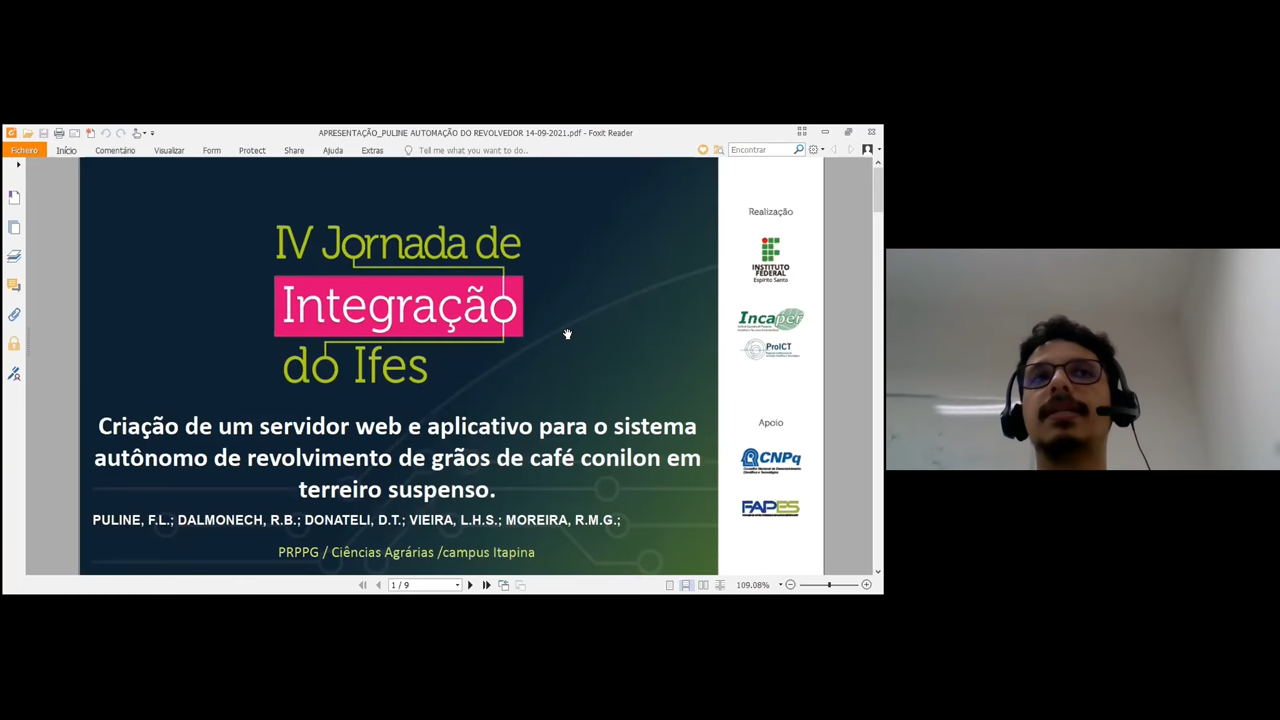 APRESENTAÇÃO_PULINE AUTOMAÇÃO DO REVOLVEDOR 14-09-2021.pdf - Foxit Reader
Ficheiro Início Comentário Visualizar Form Protect Share Ajuda Extras Tell me what you want to do.. Encontrar
IV Jornada de
Integração
do Ifes
Criação de um servidor web e aplicativo para o sistema
autônomo de revolvimento de grãos de café conilon em
terreiro suspenso.
PULINE, F.L.; DALMONECH, R.B.; DONATELI, D.T.; VIEIRA, L.H.S.; MOREIRA, R.M.G.;
PRPPG / Ciências Agrárias /campus Itapina
Realização
INSTITUTO
FEDERAL
Espírito Santo
Incaper
ProICT
Apoio
CNPq
FAPES
1 / 9
109.08%